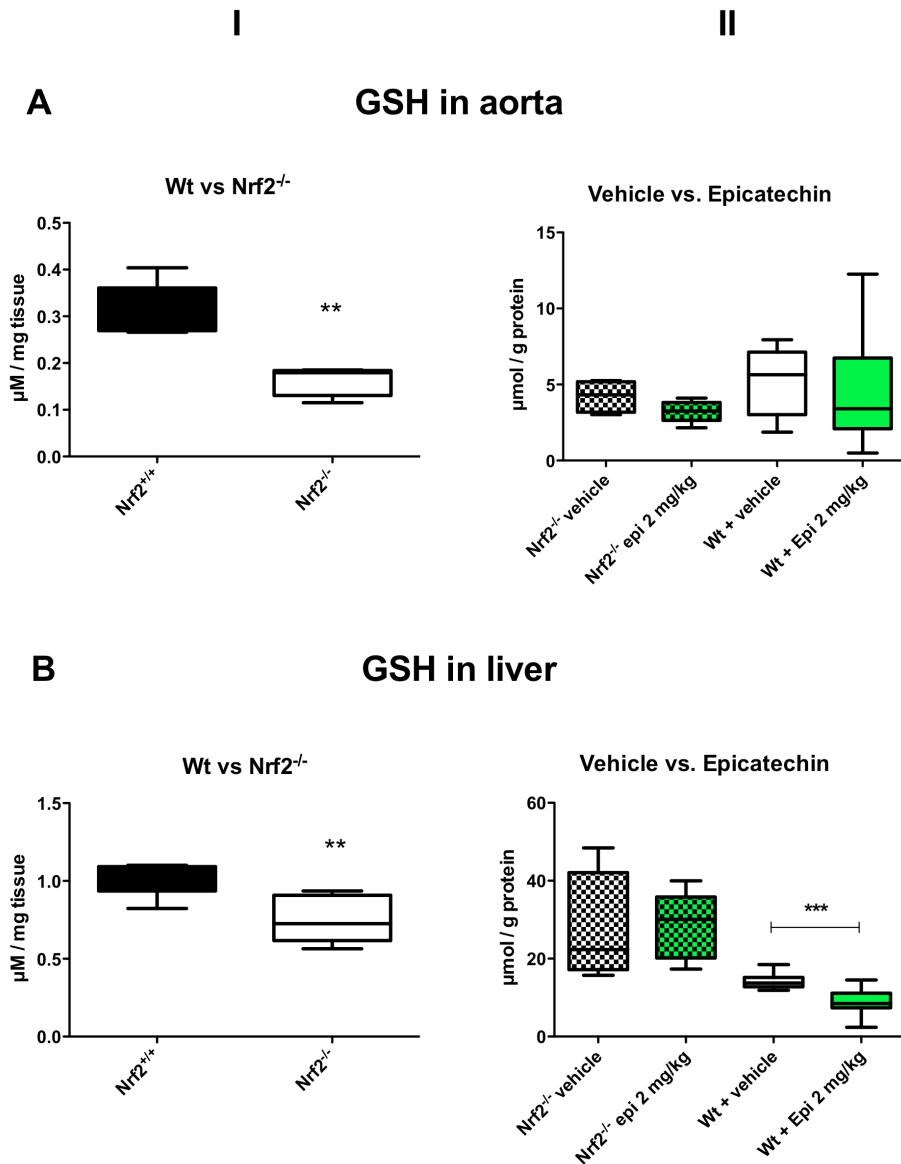 I
II
A
GSH in aorta
Wt vs Nrf2-/-
µM / mg tissue
0.5
0.4
0.3
0.2
0.1
0.0
**
Nrf2+/+
Nrf2-/-
Vehicle vs. Epicatechin
µmol / g protein
15
10
5
0
Nrf2-/- vehicle
Nrf2-/- epi 2 mg/kg
Wt + vehicle
Wt + Epi 2 mg/kg
B
GSH in liver
Wt vs Nrf2-/-
µM / mg tissue
1.5
1.0
0.5
0.0
**
Nrf2+/+
Nrf2-/-
Vehicle vs. Epicatechin
µmol / g protein
60
40
20
0
***
Nrf2-/- vehicle
Nrf2-/- epi 2 mg/kg
Wt + vehicle
Wt + Epi 2 mg/kg